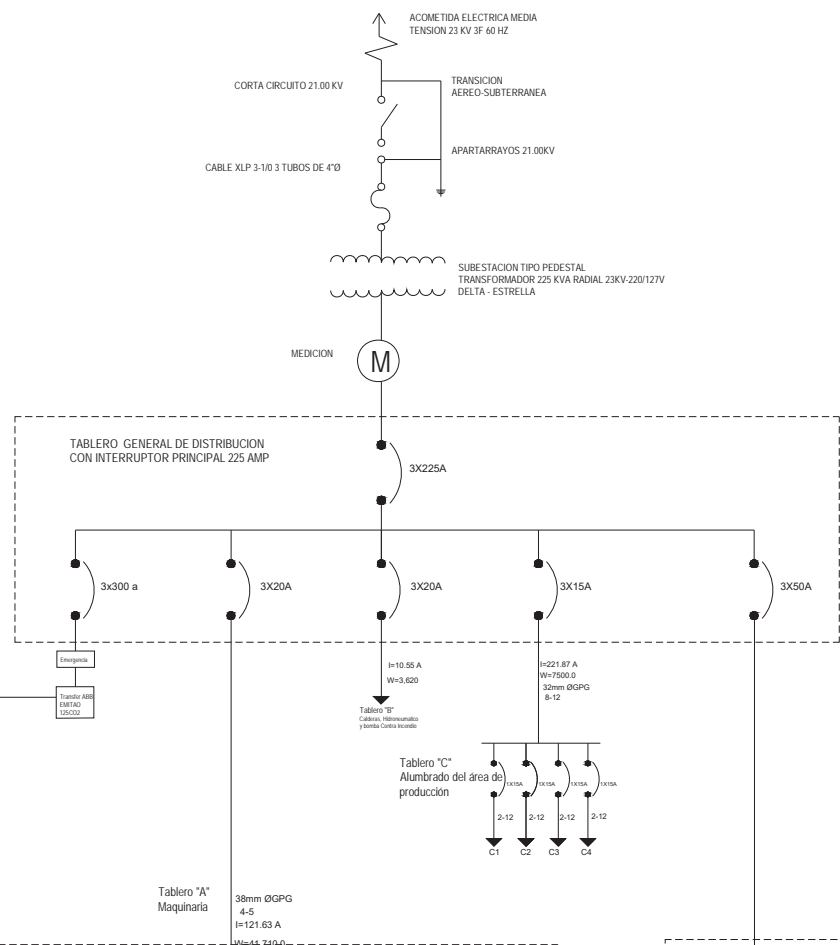 ACOMETIDA ELECTRICA MEDIA
TENSION 23 KV 3F 60 HZ
CORTA CIRCUITO 21.00 KV
TRANSICION
AEREO-SUBTERRANEA
APARTARRAYOS 21.00KV
CABLE XLP 3-1/0 3 TUBOS DE 4"Ø
SUBESTACION TIPO PEDESTAL
TRANSFORMADOR 225 KVA RADIAL 23KV-220/127V
DELTA - ESTRELLA
MEDICION
M
TABLERO GENERAL DE DISTRIBUCION
CON INTERRUPTOR PRINCIPAL 225 AMP
3X225A
3x300 a
3X20A
3X20A
3X15A
3X50A
Emergencia
Transfer ABB
EMITAO
125CO2
I=10.55 A
W=3,620
Tablero "B"
Calderas, Hidroneumatico
y bomba Contra Incendio
I=221.87 A
W=7500.0
32mm ØGPG
8-12
Tablero "C"
Alumbrado del área de
producción
1X15A
1X15A
1X15A
1X15A
2-12
2-12
2-12
2-12
C1
C2
C3
C4
Tablero "A"
Maquinaria
38mm ØGPG
4-5
I=121.63 A
W=41,710.0